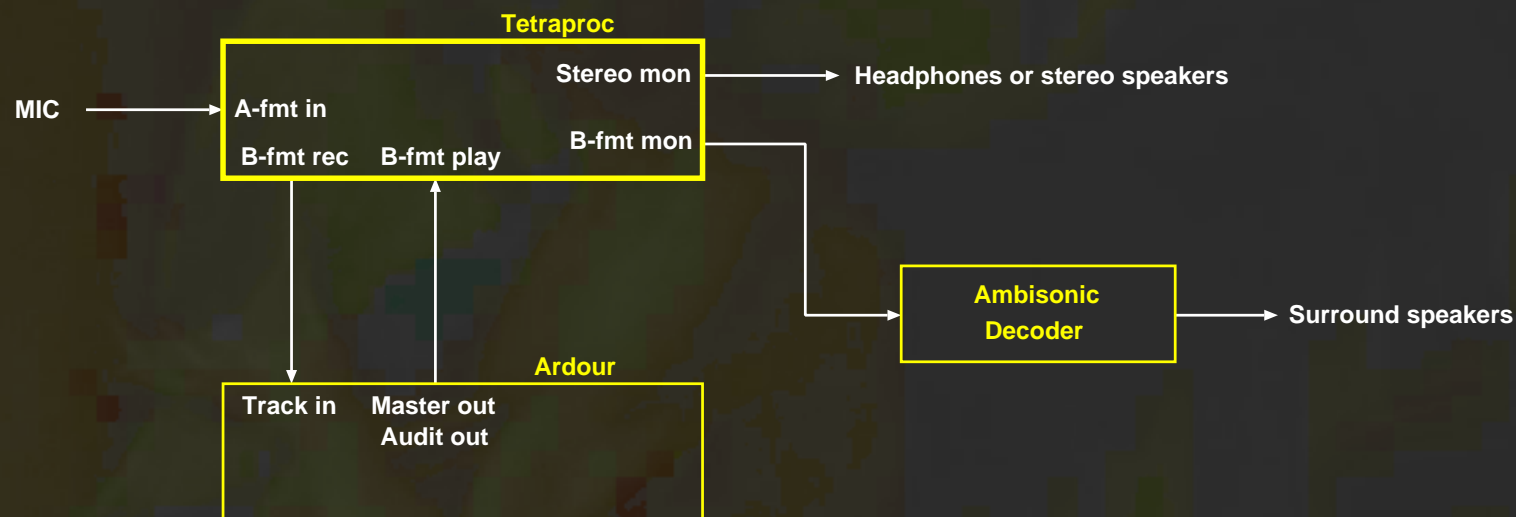 Tetraproc
Stereo mon
Headphones or stereo speakers
MIC
A-fmt in
B-fmt mon
B-fmt rec
B-fmt play
Ambisonic
Decoder
Surround speakers
Ardour
Track in
Master out
Audit out